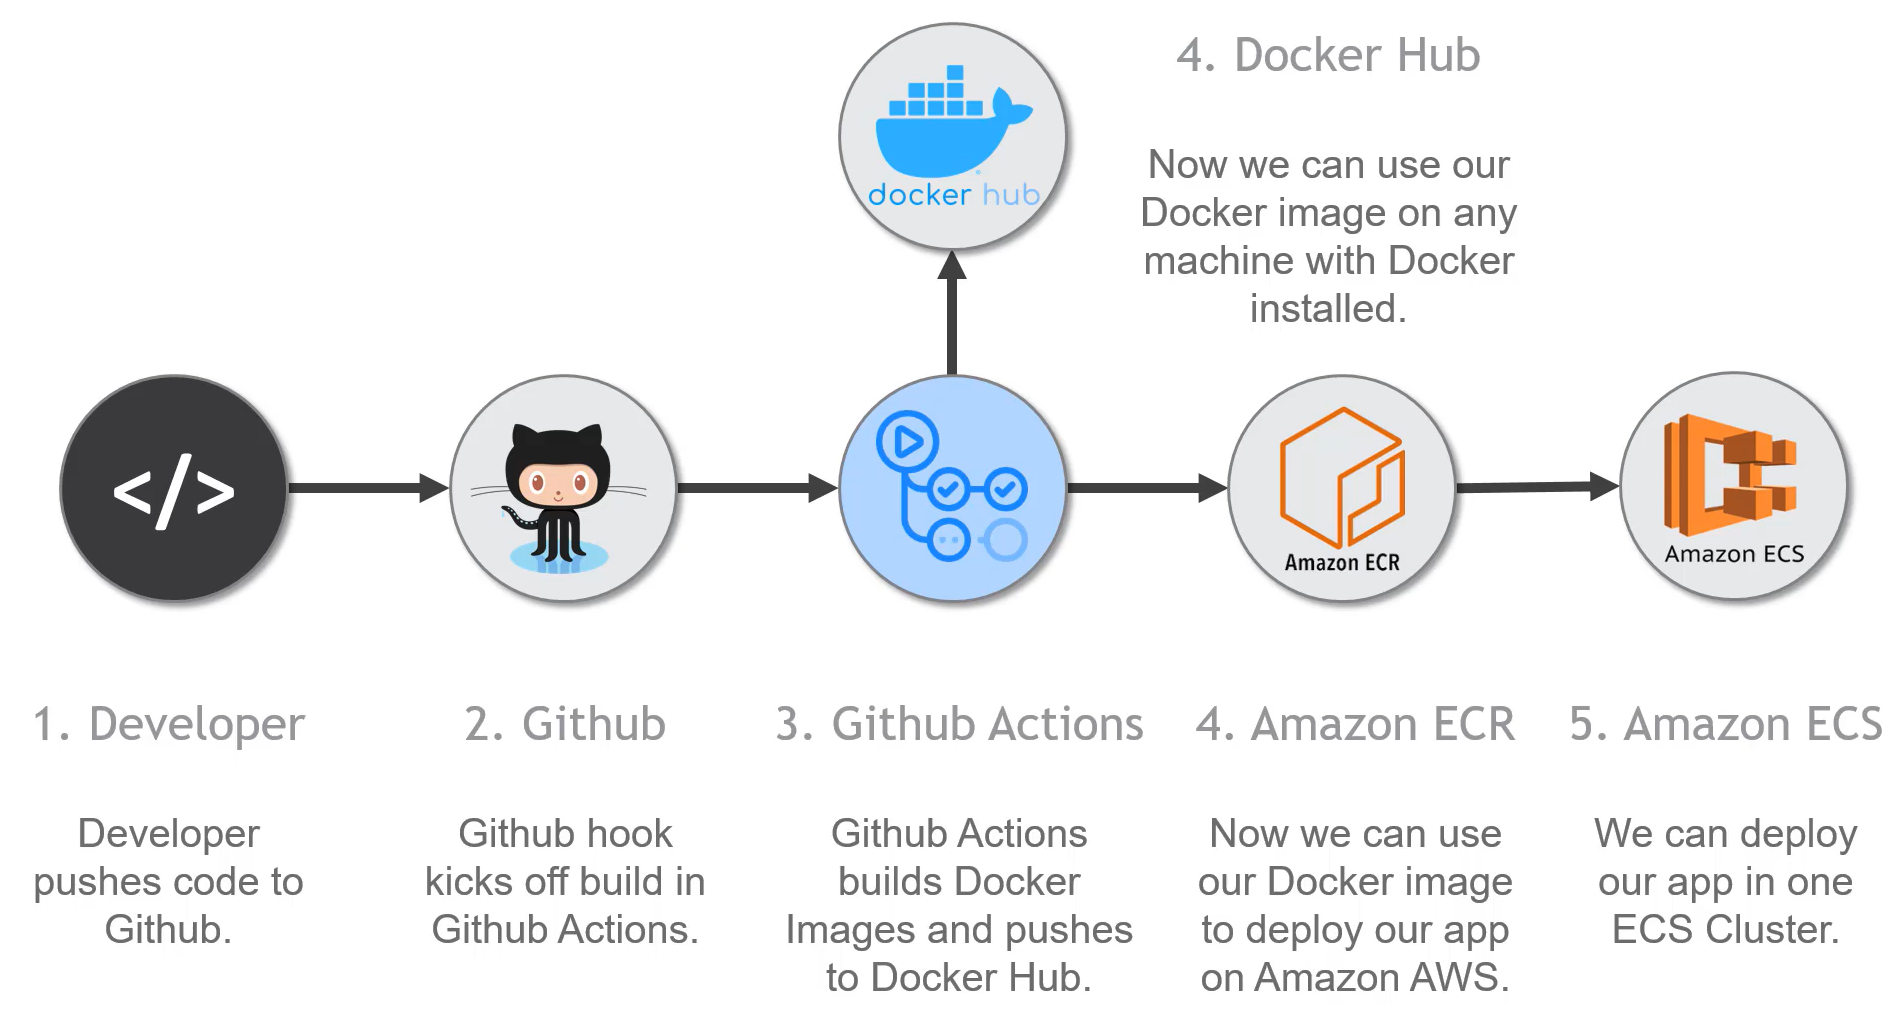 docker hub
4. Docker Hub
Now we can use our
Docker image on any
machine with Docker
installed.
</>
Amazon ECR
Amazon ECS
1. Developer
Developer
pushes code to
Github.
2. Github
Github hook
kicks off build in
Github Actions.
3. Github Actions
Github Actions
builds Docker
Images and pushes
to Docker Hub.
4. Amazon ECR
Now we can use
our Docker image
to deploy our app
on Amazon AWS.
5. Amazon ECS
We can deploy
our app in one
ECS Cluster.